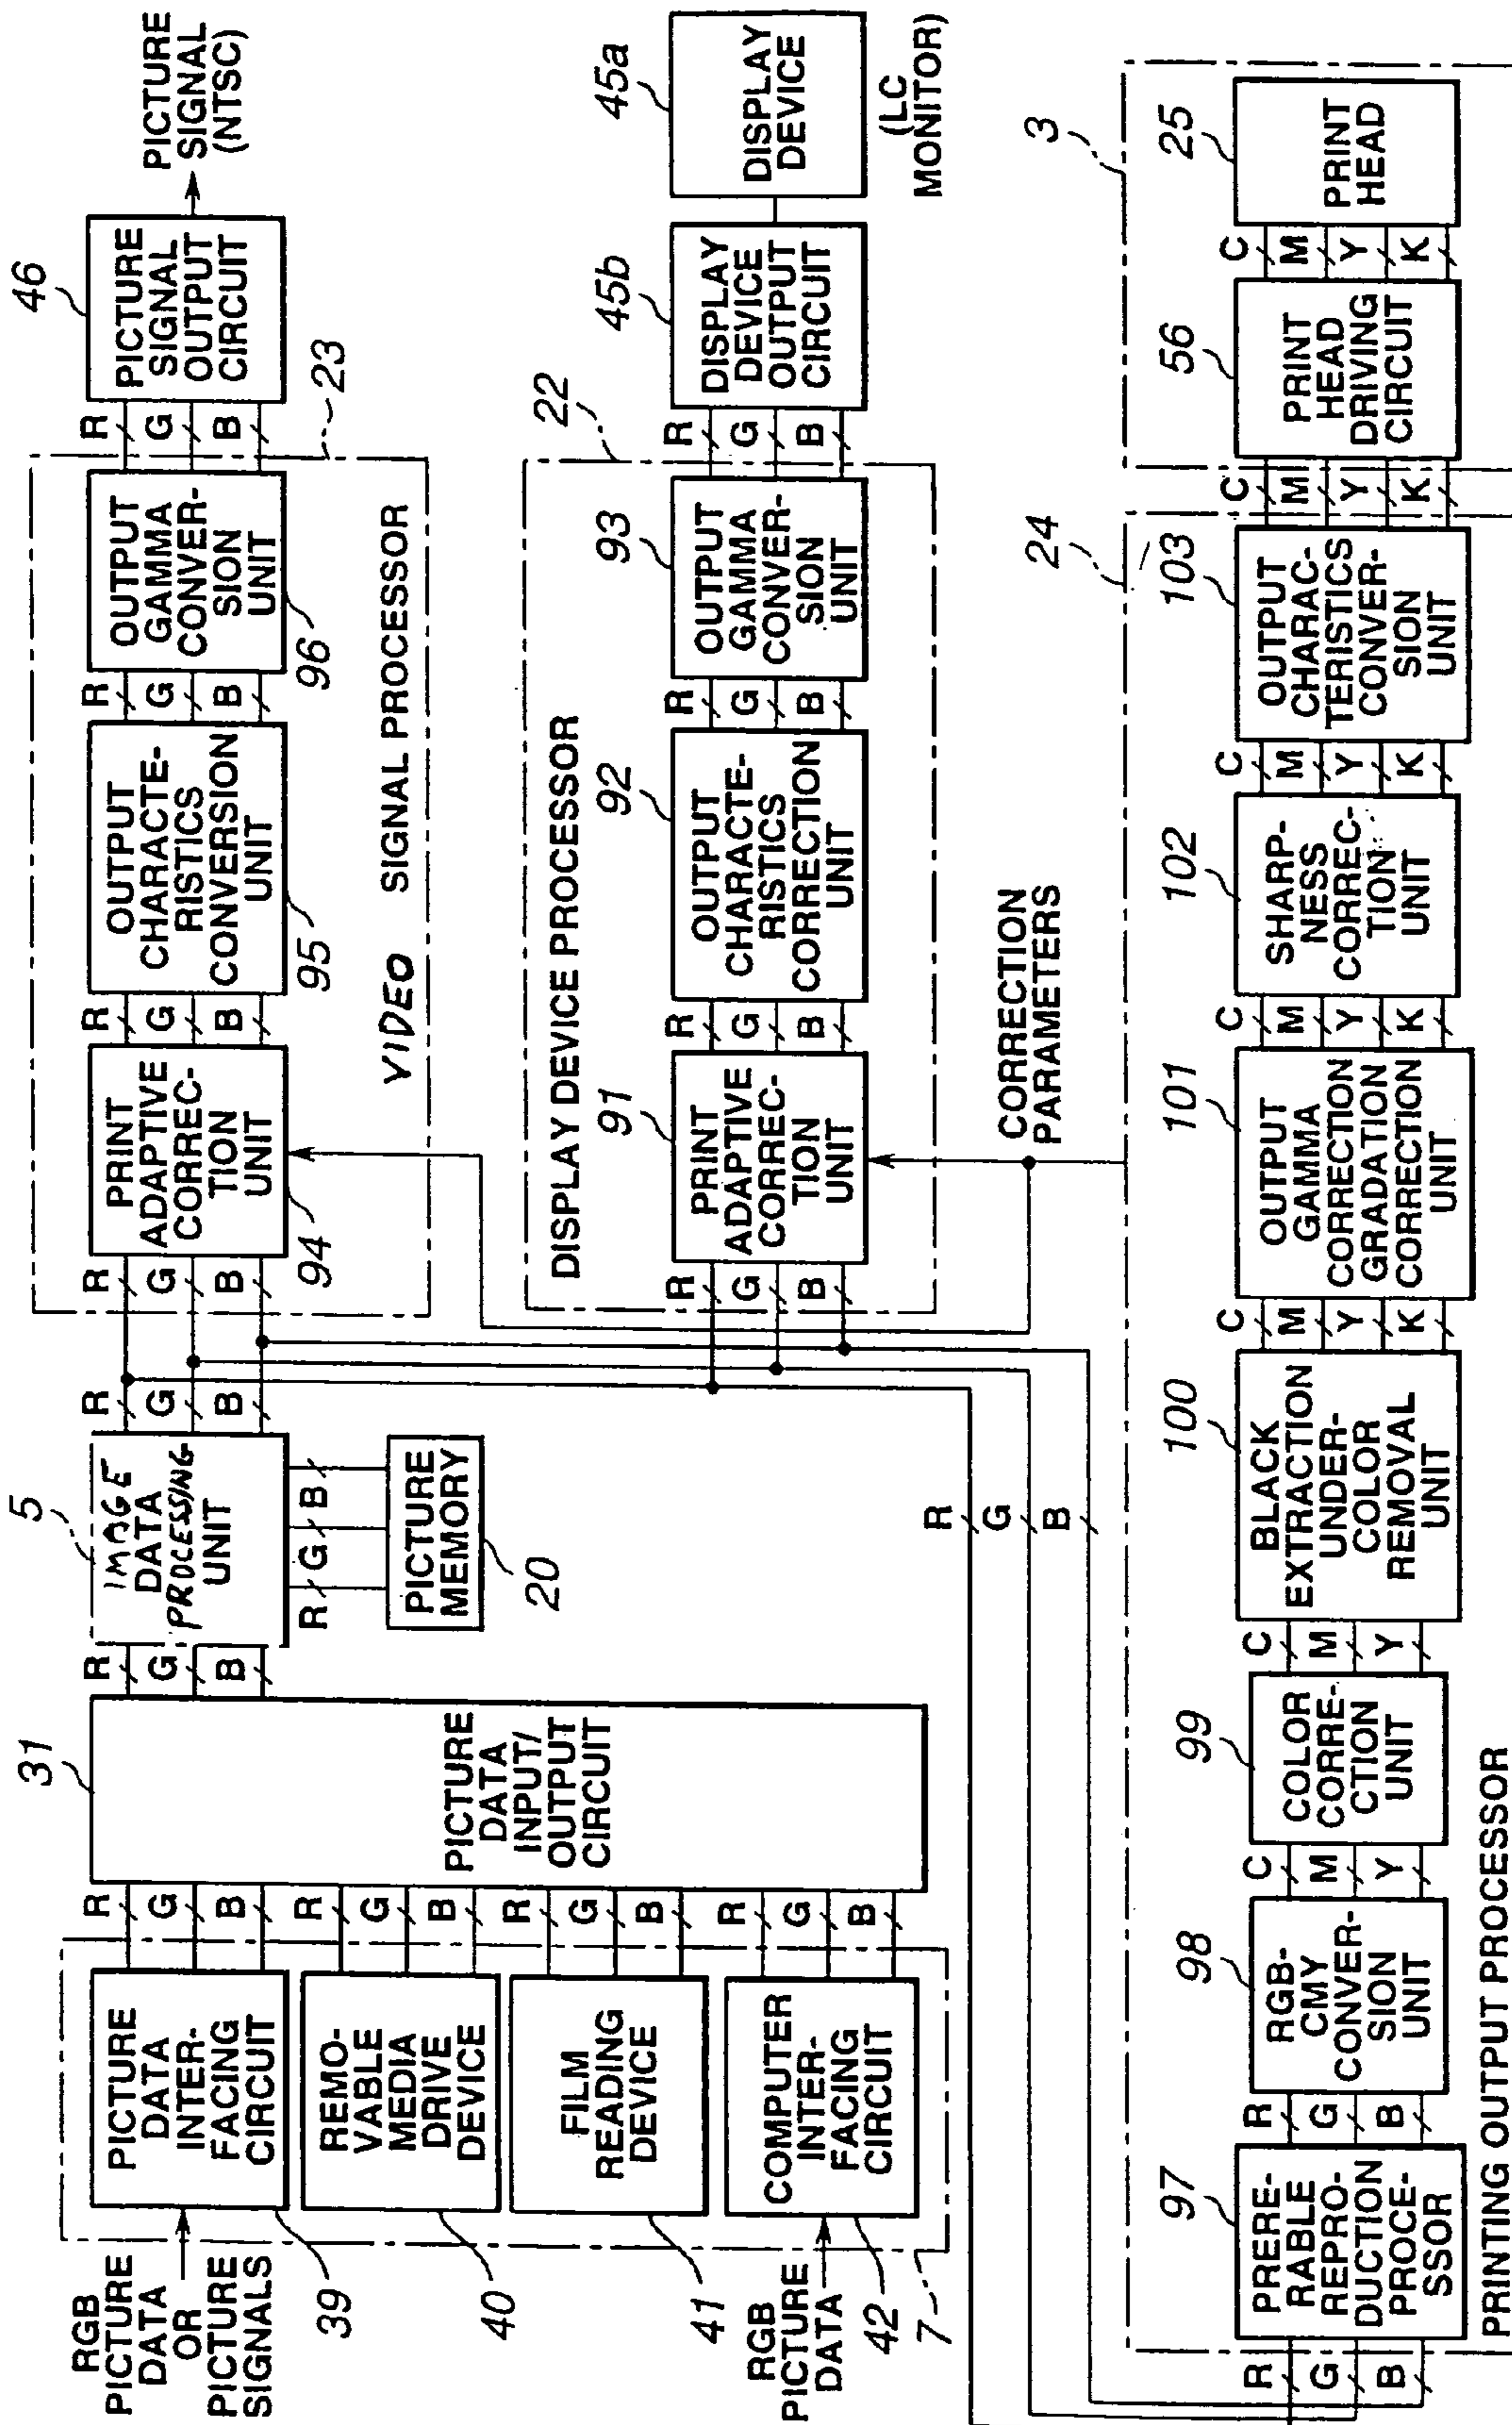 RGB
PICTURE
DATA
OR
PICTURE
SIGNALS
39
PICTURE
DATA
INTER-
FACING
CIRCUIT
R
G
B
40
REMO-
VABLE
MEDIA
DRIVE
DEVICE
R
G
B
41
FILM
READING
DEVICE
R
G
B
RGB
PICTURE
DATA
42
COMPUTER
INTER-
FACING
CIRCUIT
R
G
B
7
31
PICTURE
DATA
INPUT/
OUTPUT
CIRCUIT
R
G
B
5
IMAGE
DATA
PROCESSING
UNIT
R
G
B
PICTURE
MEMORY
20
R
G
B
R
G
B
94
PRINT
ADAPTIVE
CORREC-
TION
UNIT
R
G
B
95
OUTPUT
CHARACTE-
RISTICS
CONVERSION
UNIT
R
G
B
96
OUTPUT
GAMMA
CONVER-
SION
UNIT
VIDEO SIGNAL PROCESSOR
23
R
G
B
46
PICTURE
SIGNAL
OUTPUT
CIRCUIT
PICTURE
SIGNAL
(NTSC)
DISPLAY DEVICE PROCESSOR
22
R
G
B
91
PRINT
ADAPTIVE
CORREC-
TION
UNIT
R
G
B
92
OUTPUT
CHARACTE-
RISTICS
CORRECTION
UNIT
R
G
B
93
OUTPUT
GAMMA
CONVER-
SION
UNIT
R
G
B
45b
DISPLAY
DEVICE
OUTPUT
CIRCUIT
45a
DISPLAY
DEVICE
(LC
MONITOR)
CORRECTION
PARAMETERS
R
G
B
R
G
B
97
PRERE-
RABLE
REPRO-
DUCTION
PROCE-
SSOR
R
G
B
98
RGB-
CMY
CONVER-
SION
UNIT
C
M
Y
99
COLOR
CORRE-
CTION
UNIT
C
M
Y
100
BLACK
EXTRACTION
UNDER-
COLOR
REMOVAL
UNIT
C
M
Y
K
101
OUTPUT
GAMMA
CORRECTION
GRADATION
CORRECTION
UNIT
C
M
Y
K
102
SHARP-
NESS
CORREC-
TION
UNIT
C
M
Y
K
24
103
OUTPUT
CHARAC-
TERISTICS
CONVER-
SION
UNIT
C
M
Y
K
3
56
PRINT
HEAD
DRIVING
CIRCUIT
C
M
Y
K
25
PRINT
HEAD
PRINTING OUTPUT PROCESSOR